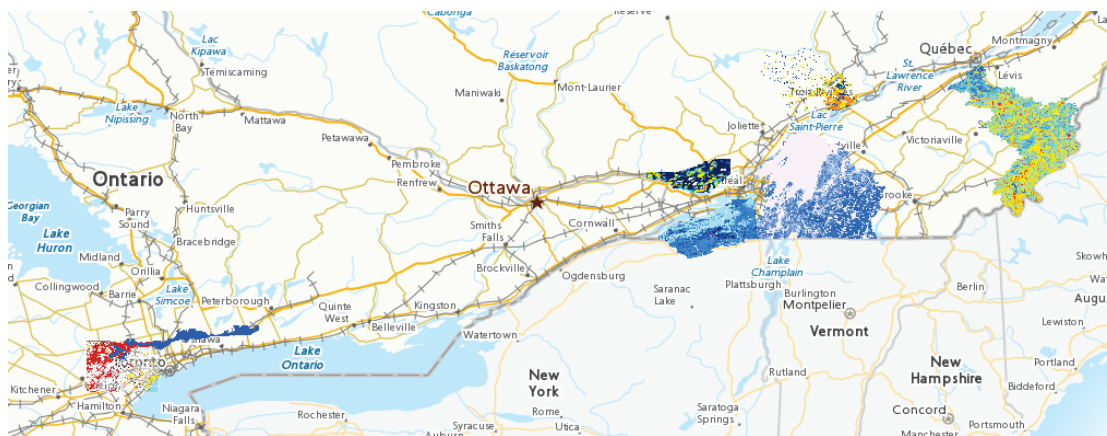 Cabonga
Reserve
Montmagny
Lac
Kipawa
Réservoir
Baskatong
Québec
Témiscaming
St.
Lawrence
River
Lévis
Maniwaki
Mont-Laurier
Lake
Nipissing
North
Bay
Mattawa
Petawawa
Joliette
Lac
Saint-Pierre
Victoriaville
Pembroke
Renfrew
Ontario
Ottawa
Georgian
Bay
Parry
Sound
Huntsville
Smiths
Falls
Cornwall
Lake
Huron
Bracebridge
Midland
Orillia
Brockville
Ogdensburg
Lake
Champlain
Plattsburgh
Collingwood
Barrie
Lake
Simcoe
Peterborough
Quinte
West
Kingston
Belleville
Saranac
Lake
Burlington
Montpelier
Berlin
Vermont
Lewiston
Watertown
Lake
Ontario
Kitchener
Hamilton
Niagara
Falls
Rochester
New
York
Rome
Utica
Syracuse
Rutland
New
Hampshire
Portland
Biddeford
Saratoga
Springs
Concord
Manchester
Portsmouth